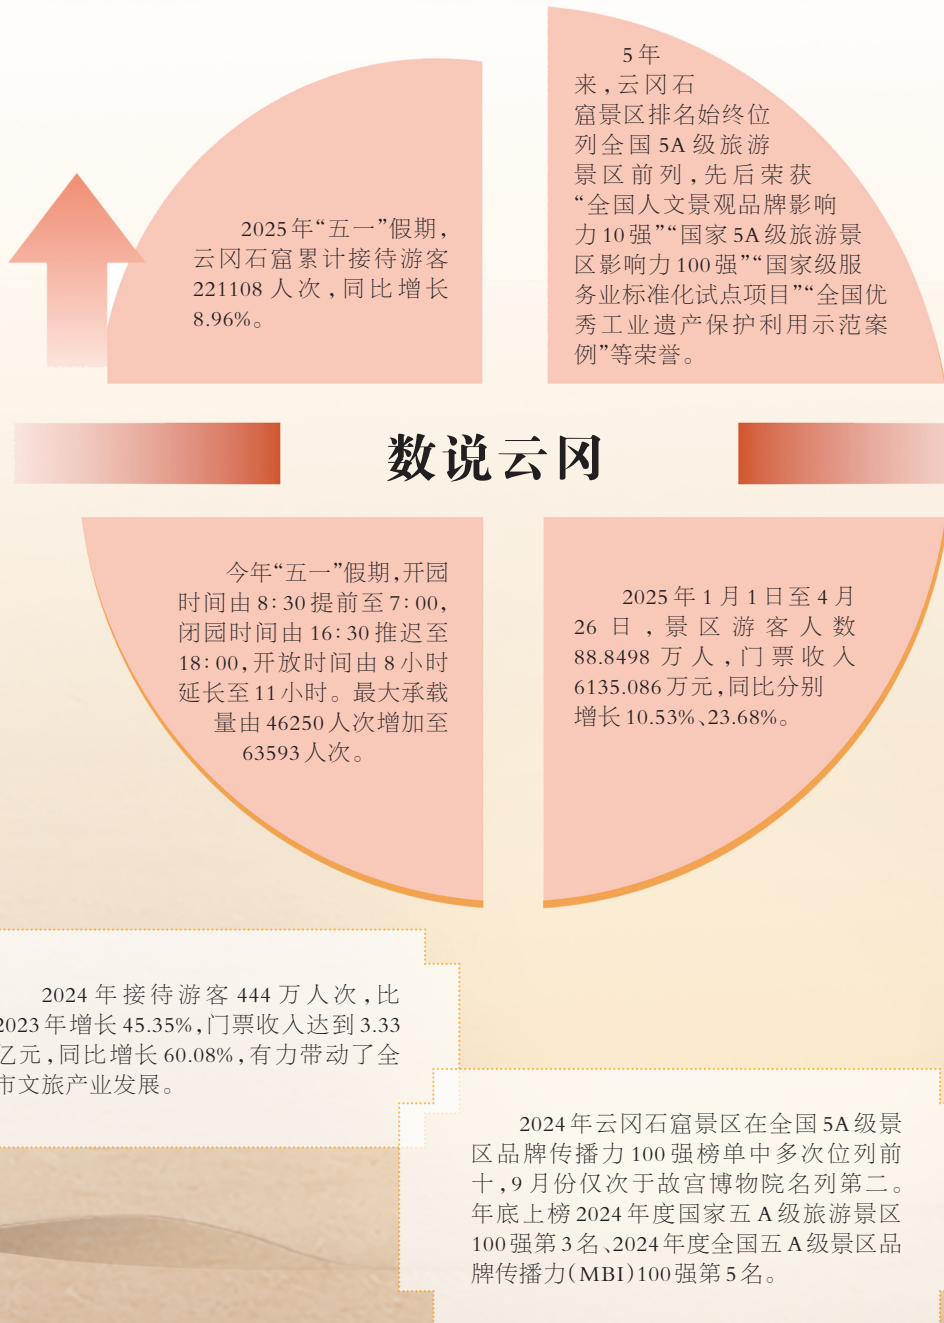 2025年“五一”假期，
云冈石窟累计接待游客
221108 人次，同比增长
8.96%。
5年
来，云冈石
窟景区排名始终位
列全国 5A 级旅游
景区前列，先后荣获
“全国人文景观品牌影响
力10强”“国家5A级旅游景
区影响力100强”“国家级服
务业标准化试点项目”“全国优
秀工业遗产保护利用示范案
例”等荣誉。
数说云冈
今年“五一”假期，开园
时间由8：30提前至7：00，
闭园时间由16：30推迟至
18：00，开放时间由8小时
延长至11小时。最大承载
量由46250人次增加至
63593人次。
2025年1月1日至4月
26日，景区游客人数
88.8498万人，门票收入
6135.086万元，同比分别
增长10.53%、23.68%。
2024年接待游客444万人次，比
2023年增长45.35%，门票收入达到3.33
亿元，同比增长60.08%，有力带动了全
市文旅产业发展。
2024年云冈石窟景区在全国5A级景
区品牌传播力100强榜单中多次位列前
十，9月份仅次于故宫博物院名列第二。
年底上榜2024年度国家五A级旅游景区
100强第3名、2024年度全国五A级景区品
牌传播力（MBI）100强第5名。